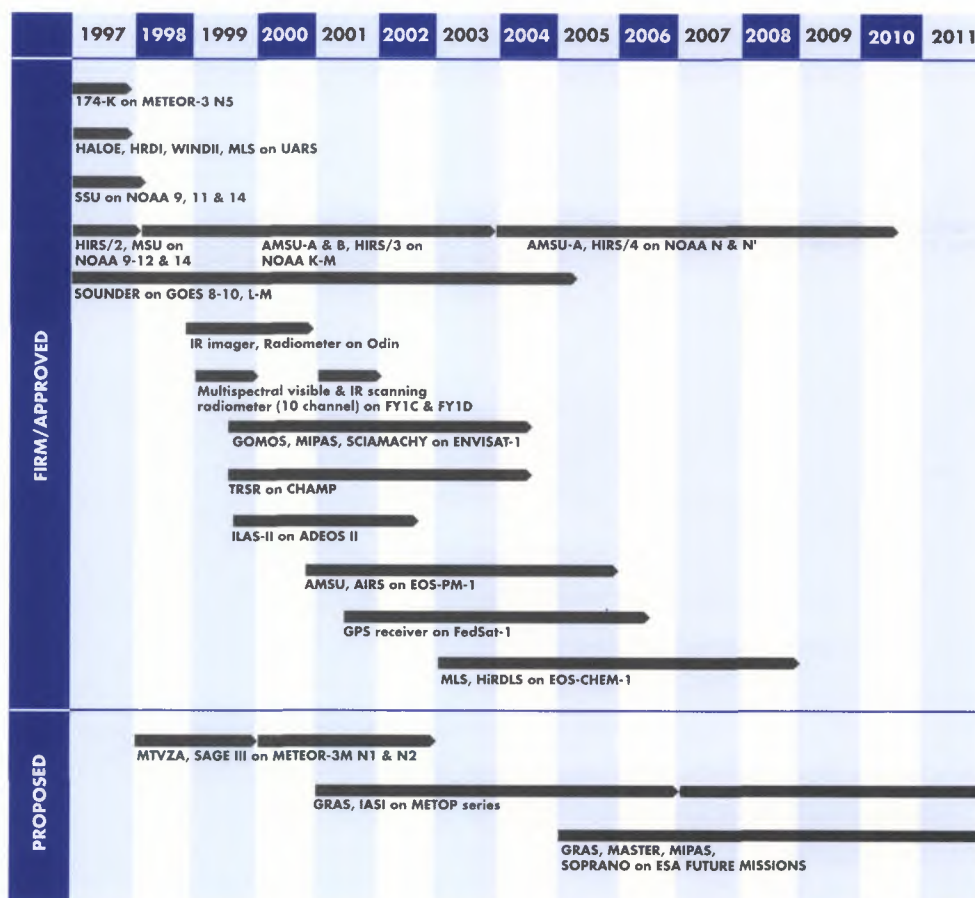 1997 1998 1999 2000 2001 2002 2003 2004 2005 2006 2007 2008 2009 2010 2011
FIRM/APPROVED
174-K on METEOR-3 N5
HALOE, HRDI, WINDII, MLS on UARS
SSU on NOAA 9, 11 & 14
HIRS/2, MSU on
NOAA 9-12 & 14
AMSU-A & B, HIRS/3 on
NOAA K-M
AMSU-A, HIRS/4 on NOAA N & N'
SOUNDER on GOES 8-10, L-M
IR imager, Radiometer on Odin
Multispectral visible & IR scanning
radiometer (10 channel) on FY1C & FY1D
GOMOS, MIPAS, SCIAMACHY on ENVISAT-1
TRSR on CHAMP
ILAS-II on ADEOS II
AMSU, AIRS on EOS-PM-1
GPS receiver on FedSat-1
MLS, HiRDLS on EOS-CHEM-1
PROPOSED
MTVZA, SAGE III on METEOR-3M N1 & N2
GRAS, IASI on METOP series
GRAS, MASTER, MIPAS,
SOPRANO on ESA FUTURE MISSIONS